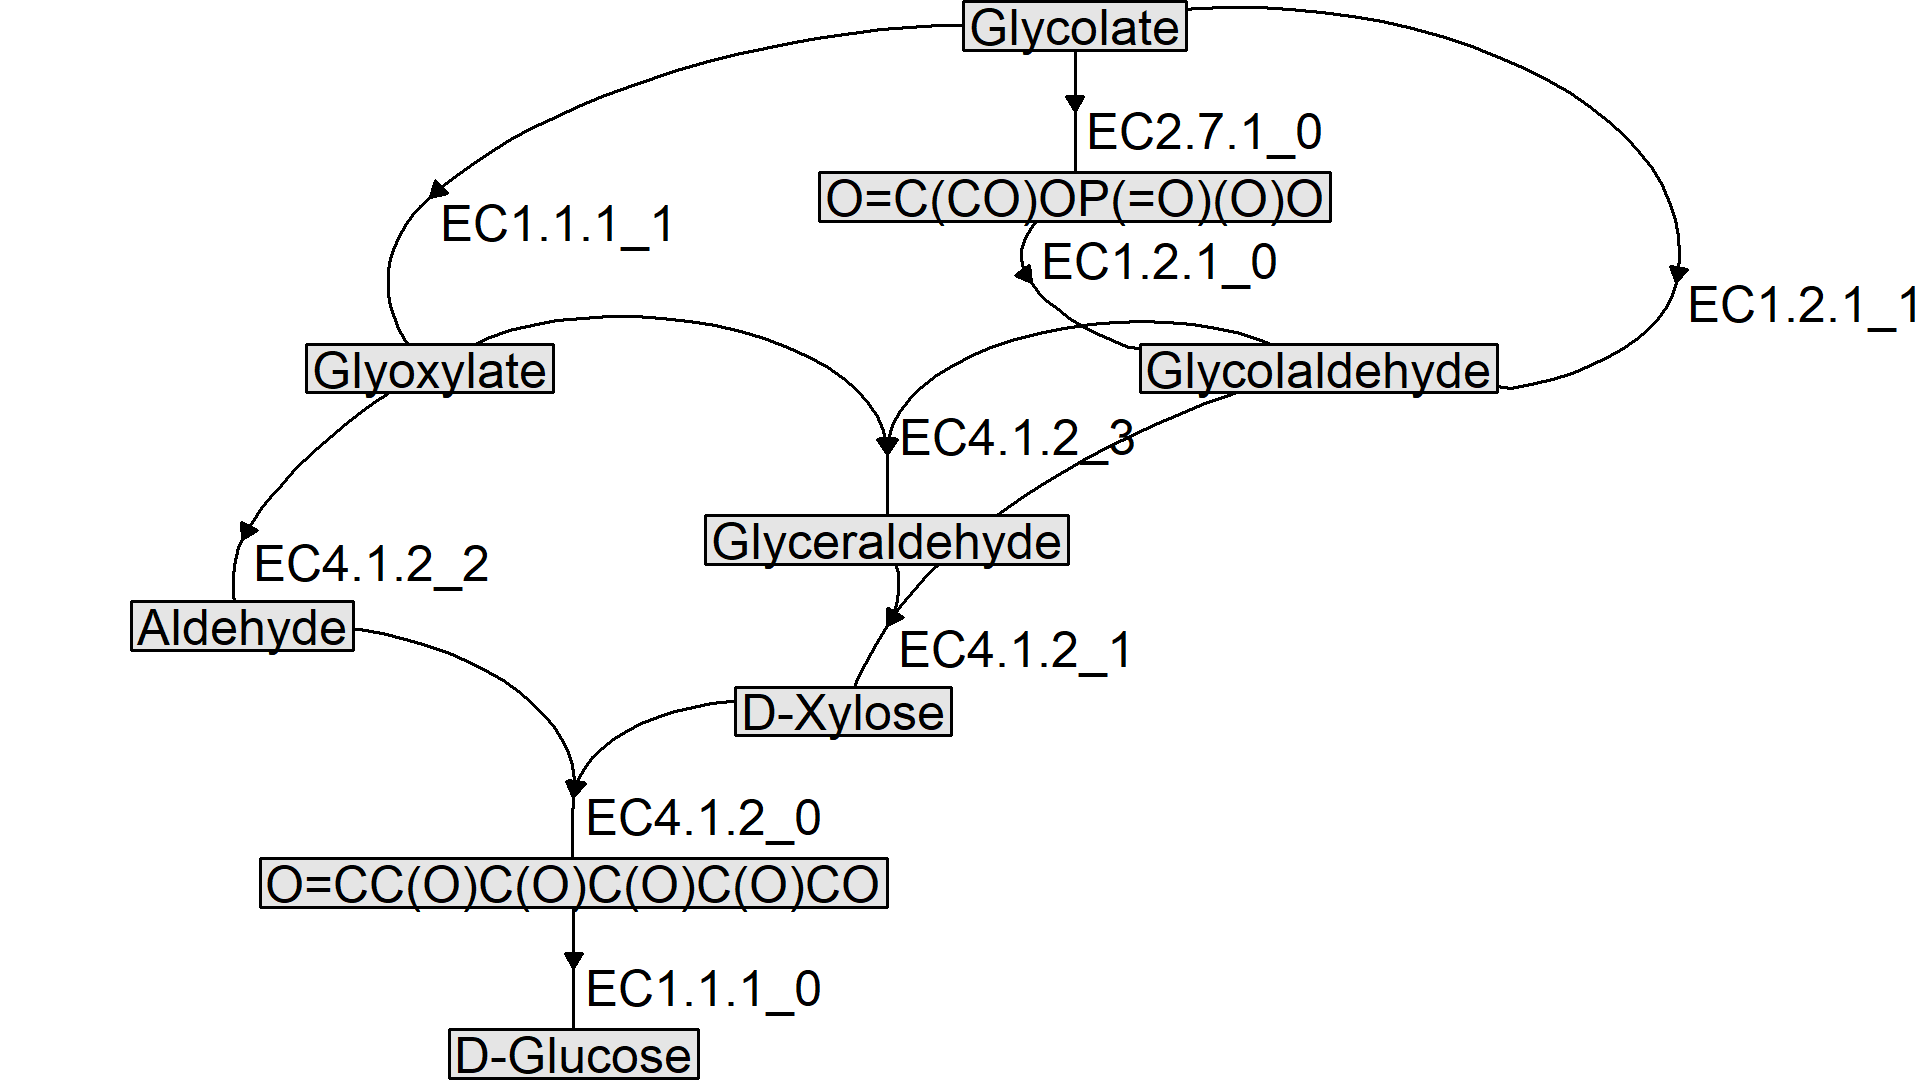 Glycolate
EC2.7.1_0
O=C(CO)OP(=O)(O)O
EC1.1.1_1
EC1.2.1_0
EC1.2.1_1
Glyoxylate
Glycolaldehyde
EC4.1.2_3
Glyceraldehyde
EC4.1.2_2
Aldehyde
EC4.1.2_1
D-Xylose
EC4.1.2_0
O=CC(O)C(O)C(O)C(O)CO
EC1.1.1_0
D-Glucose